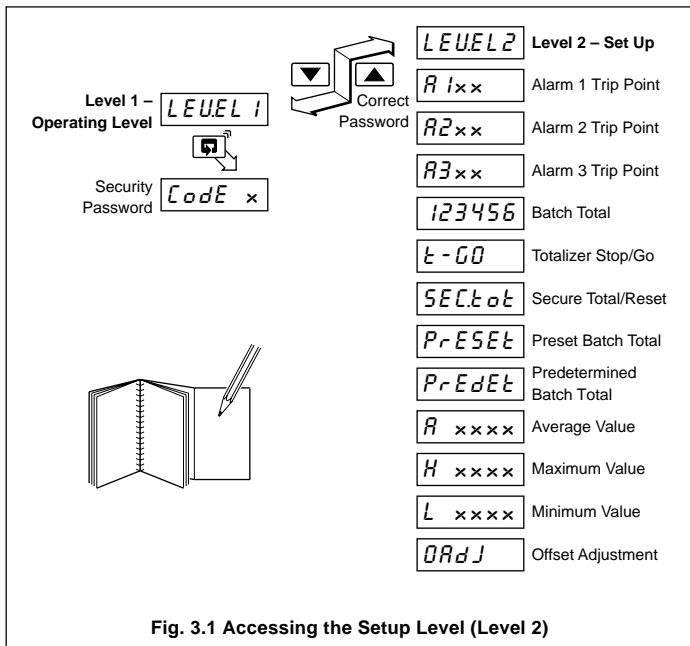 Level 1 –
Operating Level
LEV.EL 1
Security
Password
CodE x
Correct
Password
LEV.EL2 Level 2 – Set Up
A1xx Alarm 1 Trip Point
A2xx Alarm 2 Trip Point
A3xx Alarm 3 Trip Point
123456 Batch Total
t-GO Totalizer Stop/Go
SEC.tot Secure Total/Reset
PrESEt Preset Batch Total
PrEdEt Predetermined
Batch Total
A xxxx Average Value
H xxxx Maximum Value
L xxxx Minimum Value
OAdJ Offset Adjustment
Fig. 3.1 Accessing the Setup Level (Level 2)